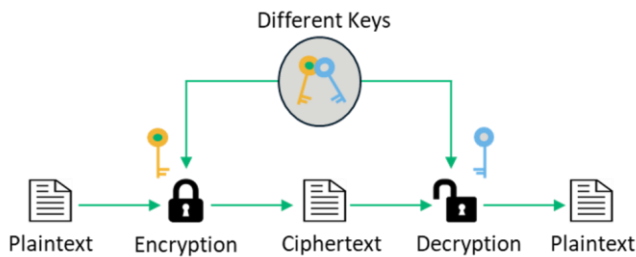 Different Keys
Plaintext
Encryption
Ciphertext
Decryption
Plaintext